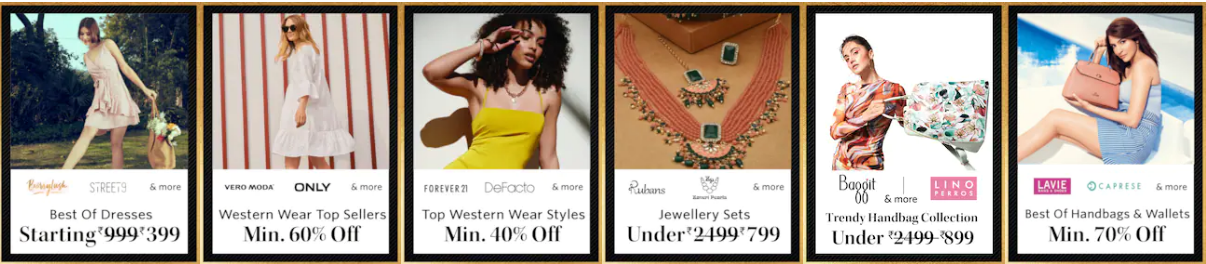 Berrylush STREET9 & more
Best Of Dresses
Starting ₹999 ₹399
VERO MODA ONLY & more
Western Wear Top Sellers
Min. 60% Off
FOREVER 21 DeFacto & more
Top Western Wear Styles
Min. 40% Off
Rubans & more
Jewellery Sets
Under ₹2499 ₹799
Baggit & more LINO PERROS
Trendy Handbag Collection
Under ₹2499 ₹899
LAVIE CAPRESE & more
Best Of Handbags & Wallets
Min. 70% Off